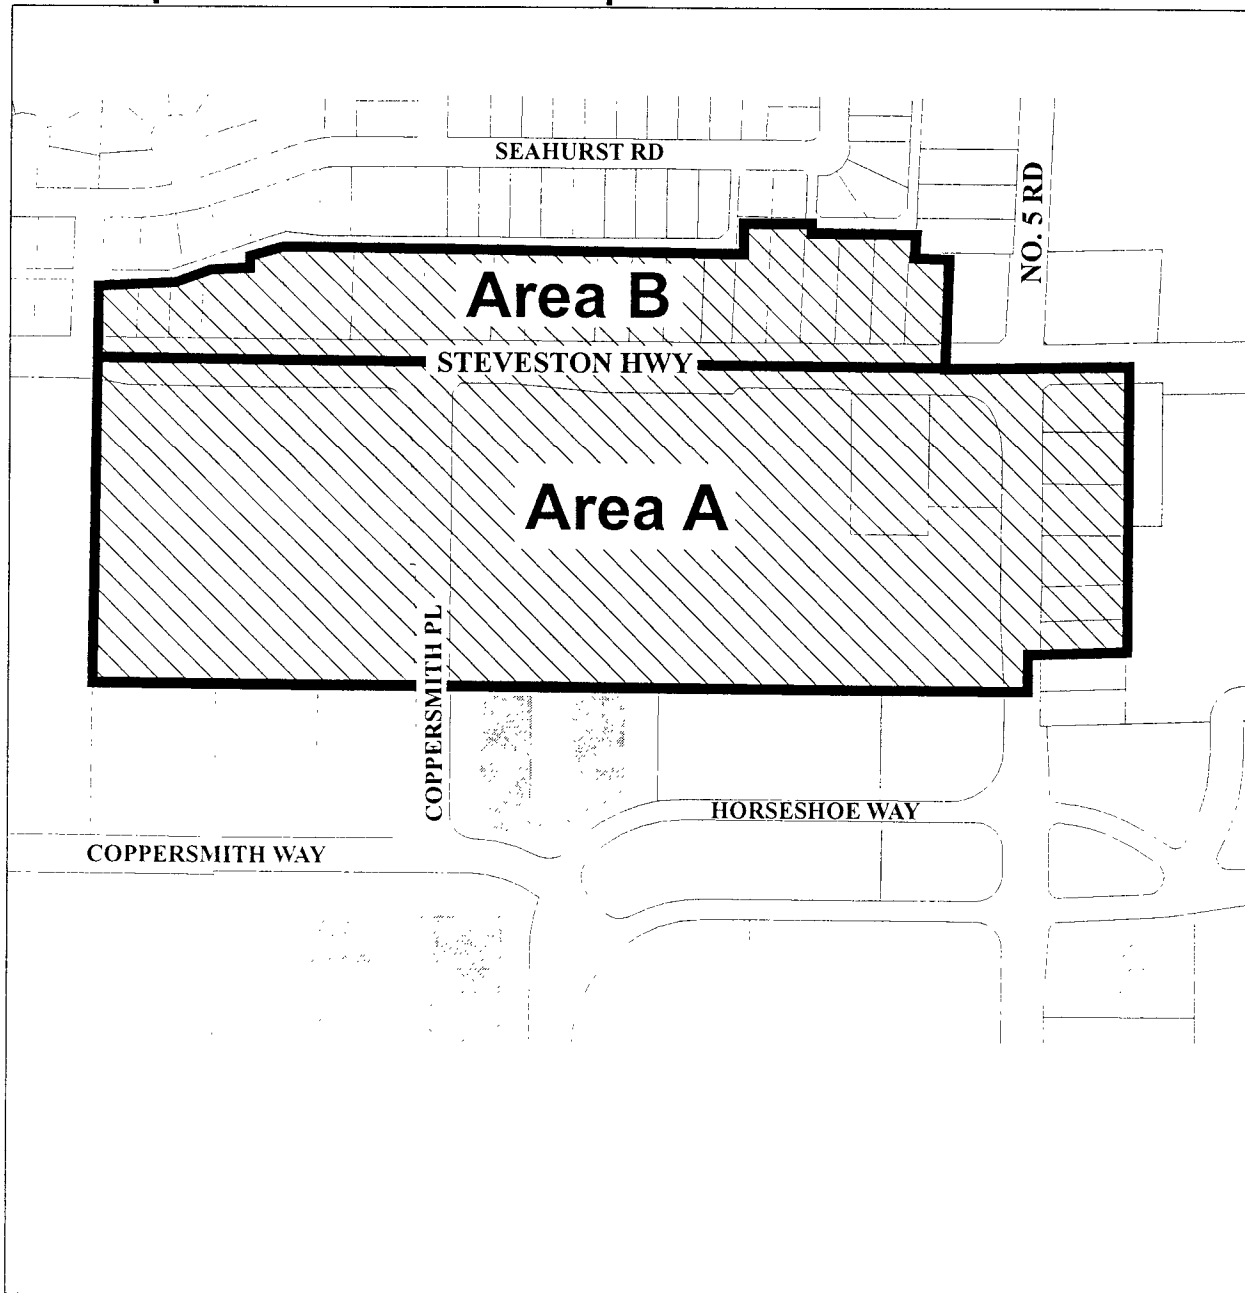 SEAHURST RD
NO. 5 RD
Area B
STEVESTON HWY
Area A
COPPERSMITH PL
HORSESHOE WAY
COPPERSMITH WAY